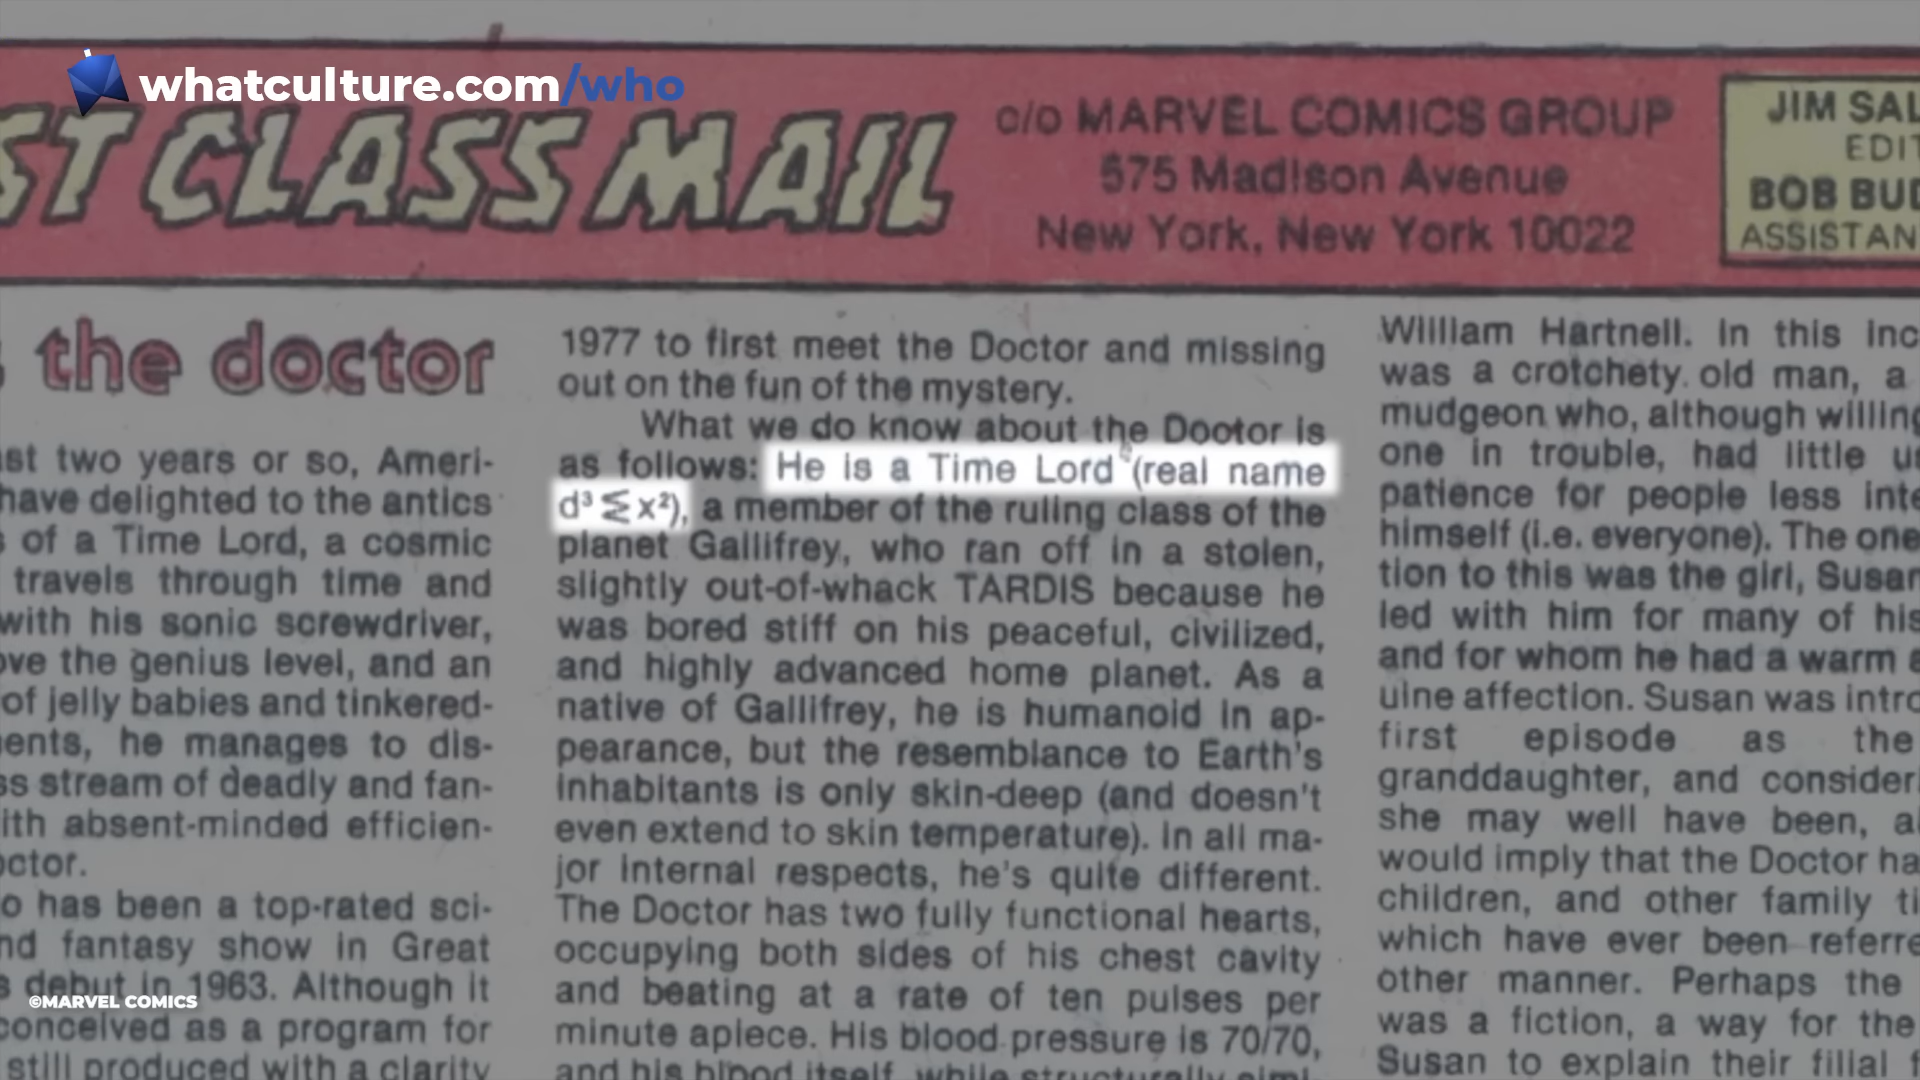 whatculture.com/who
ST CLASS MAIL
c/o MARVEL COMICS GROUP
575 Madison Avenue
New York, New York 10022
JIM SAL
EDIT
BOB BUD
ASSISTAN
the doctor
st two years or so, Ameri-
have delighted to the antics
of a Time Lord, a cosmic
travels through time and
with his sonic screwdriver,
ove the genius level, and an
of jelly babies and tinkered-
ents, he manages to dis-
ss stream of deadly and fan-
ith absent-minded efficien-
octor.
o has been a top-rated sci-
nd fantasy show in Great
s debut in 1963. Although it
conceived as a program for
still produced with a clarity
1977 to first meet the Doctor and missing
out on the fun of the mystery.
What we do know about the Doctor is
as follows: He is a Time Lord (real name
d³ ≶ x²), a member of the ruling class of the
planet Gallifrey, who ran off in a stolen,
slightly out-of-whack TARDIS because he
was bored stiff on his peaceful, civilized,
and highly advanced home planet. As a
native of Gallifrey, he is humanoid in ap-
pearance, but the resemblance to Earth's
inhabitants is only skin-deep (and doesn't
even extend to skin temperature). In all ma-
jor internal respects, he's quite different.
The Doctor has two fully functional hearts,
occupying both sides of his chest cavity
and beating at a rate of ten pulses per
minute apiece. His blood pressure is 70/70,
and his blood itself, while structurally simi-
William Hartnell. In this inc
was a crotchety old man, a
mudgeon who, although willing
one in trouble, had little us
patience for people less inte
himself (i.e. everyone). The one
tion to this was the girl, Susan
led with him for many of his
and for whom he had a warm a
uine affection. Susan was intro
first episode as the
granddaughter, and consider
she may well have been, al
would imply that the Doctor ha
children, and other family ti
which have ever been referre
other manner. Perhaps the
was a fiction, a way for the
Susan to explain their filial f
©MARVEL COMICS